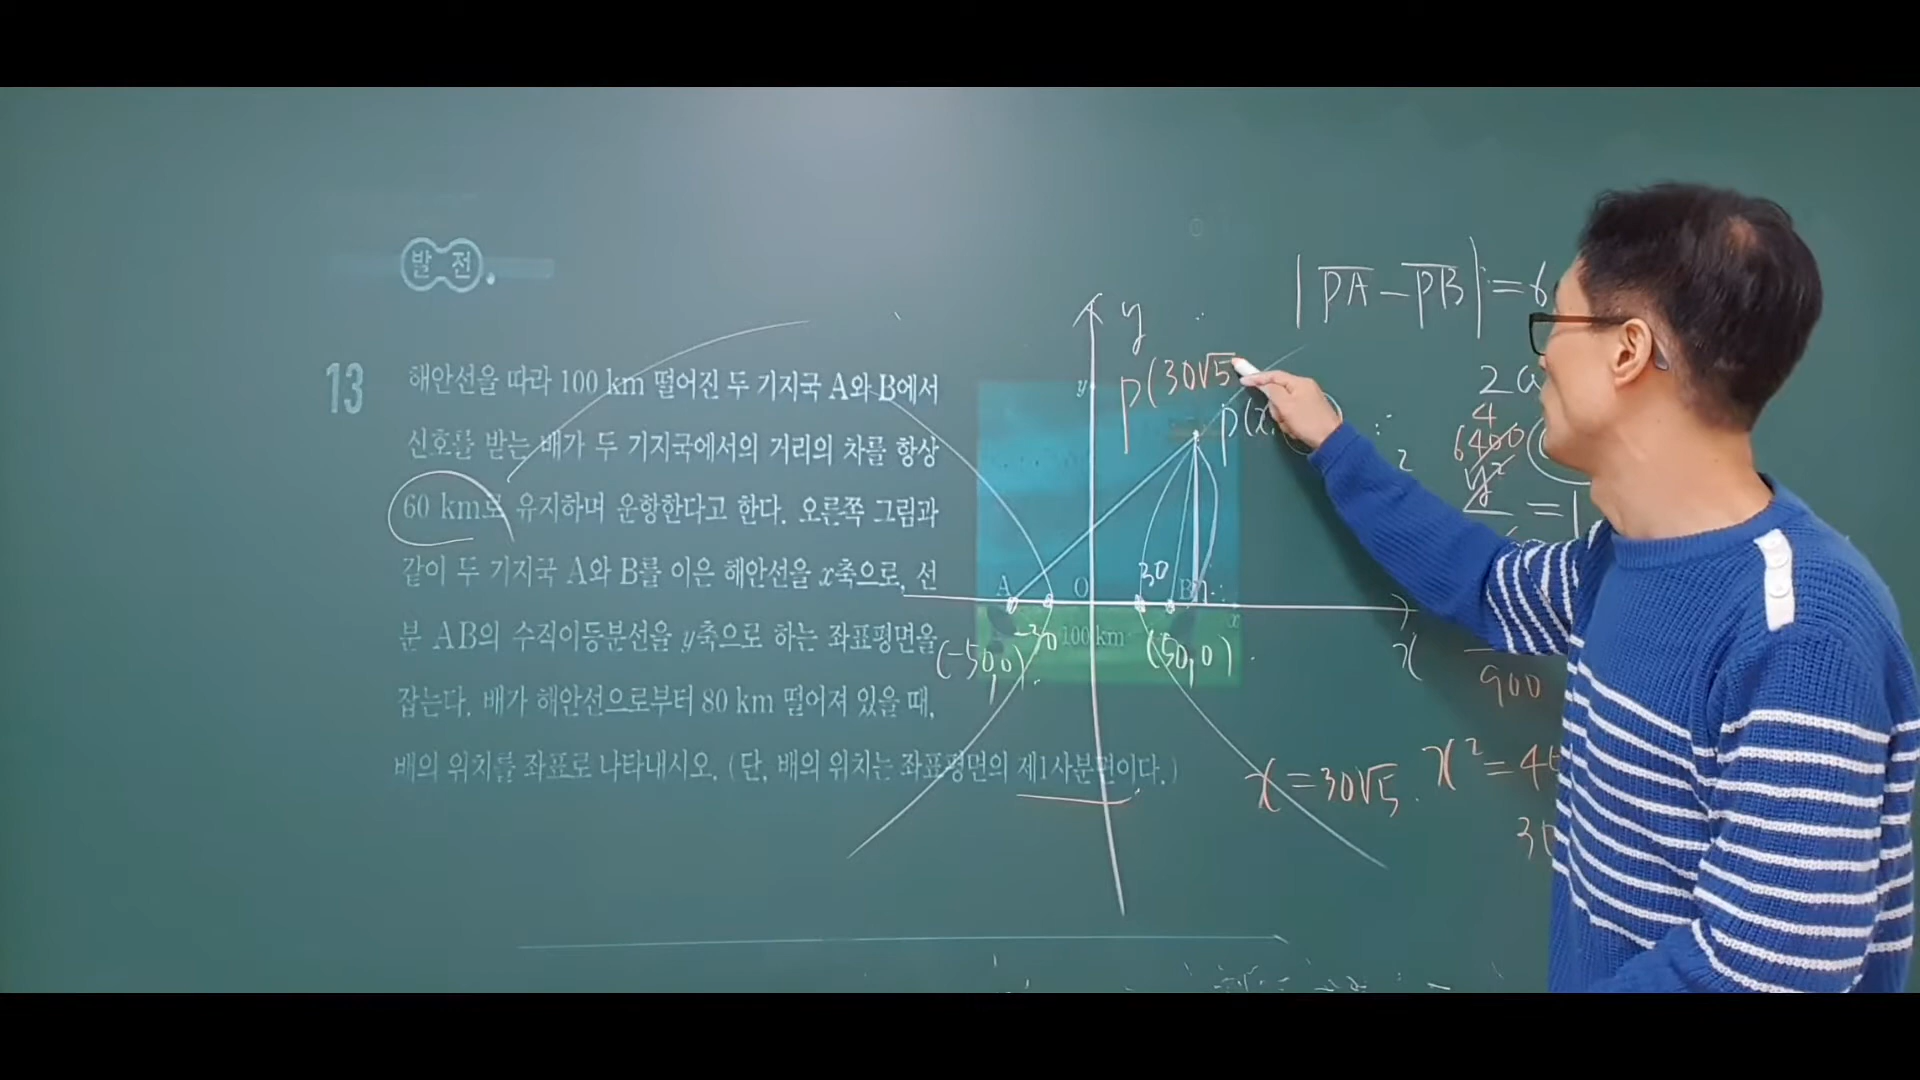 발전
13 해안선을 따라 100 km 떨어진 두 기지국 A와 B에서
신호를 받는 배가 두 기지국에서의 거리의 차를 항상
60 km로 유지하며 운항한다고 한다. 오른쪽 그림과
같이 두 기지국 A와 B를 이은 해안선을 x축으로, 선
분 AB의 수직이등분선을 y축으로 하는 좌표평면을
잡는다. 배가 해안선으로부터 80 km 떨어져 있을 때,
배의 위치를 좌표로 나타내시오. (단, 배의 위치는 좌표평면의 제1사분면이다.)
y
y
P(30√5
P(x,
A
O
30
B
x
(-50,0)
-30
100 km
(50,0)
x
|PA-PB|=6
2a
4
6400
y²
=1
900
x=30√5.
x²=
30